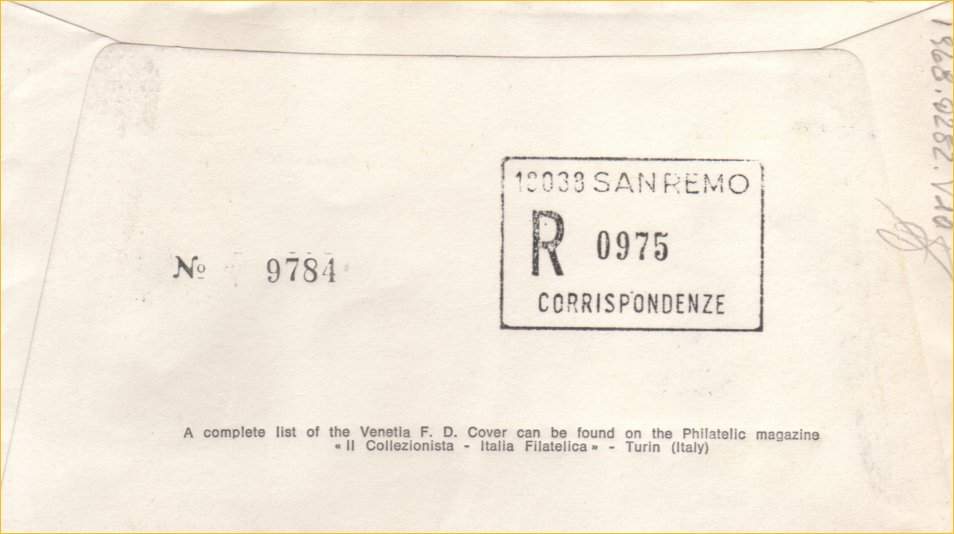 18038 SANREMO
R 0975
CORRISPONDENZE
№ 9784
A complete list of the Venetia F. D. Cover can be found on the Philatelic magazine
« Il Collezionista - Italia Filatelica » - Turin (Italy)